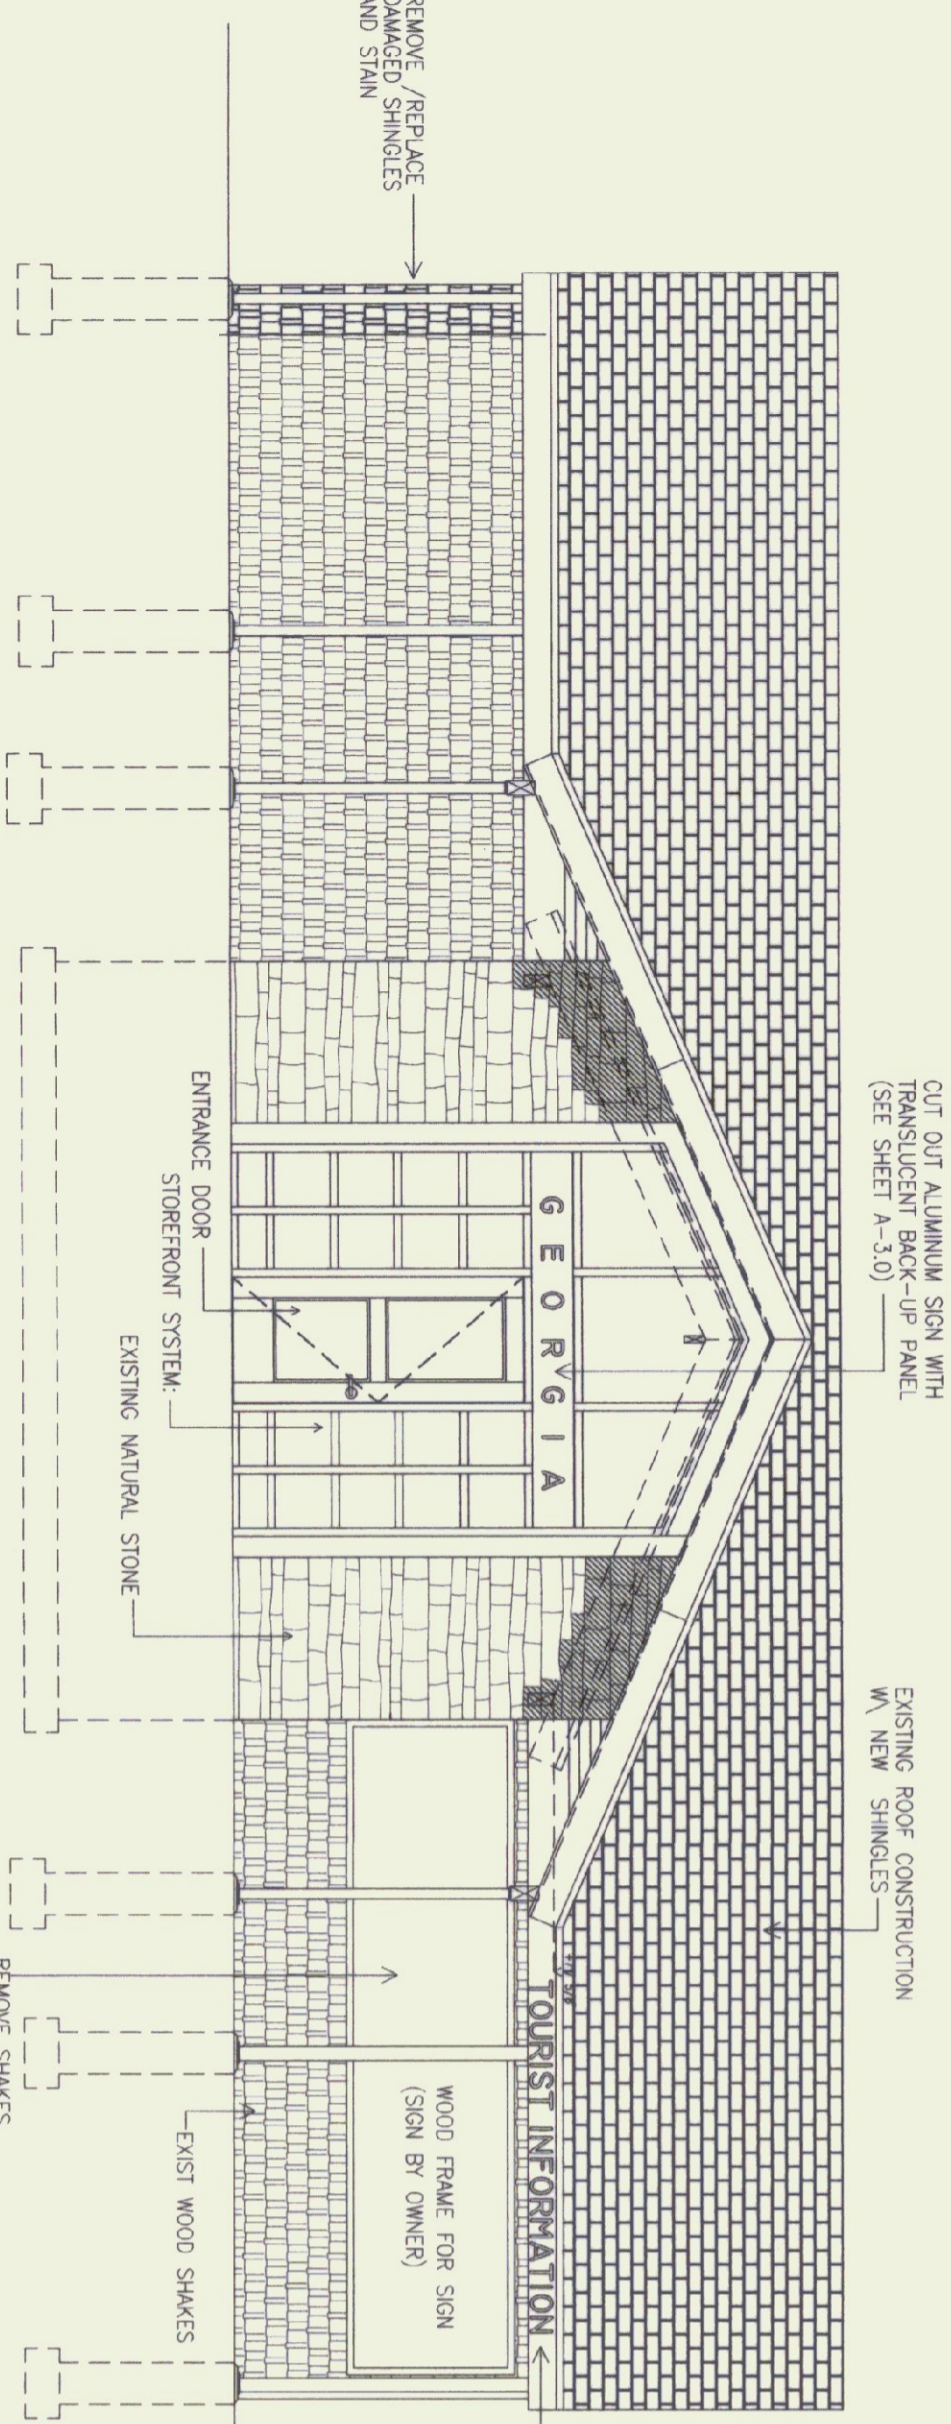 CUT OUT ALUMINUM SIGN WITH
TRANSLUCENT BACK-UP PANEL
(SEE SHEET A-3.0)
EXISTING ROOF CONSTRUCTION
W\ NEW SHINGLES
REMOVE /REPLACE
DAMAGED SHINGLES
AND STAIN
GEORGIA
TOURIST INFORMATION
WOOD FRAME FOR SIGN
(SIGN BY OWNER)
ENTRANCE DOOR
STOREFRONT SYSTEM:
EXISTING NATURAL STONE
EXIST WOOD SHAKES
REMOVE SHAKES